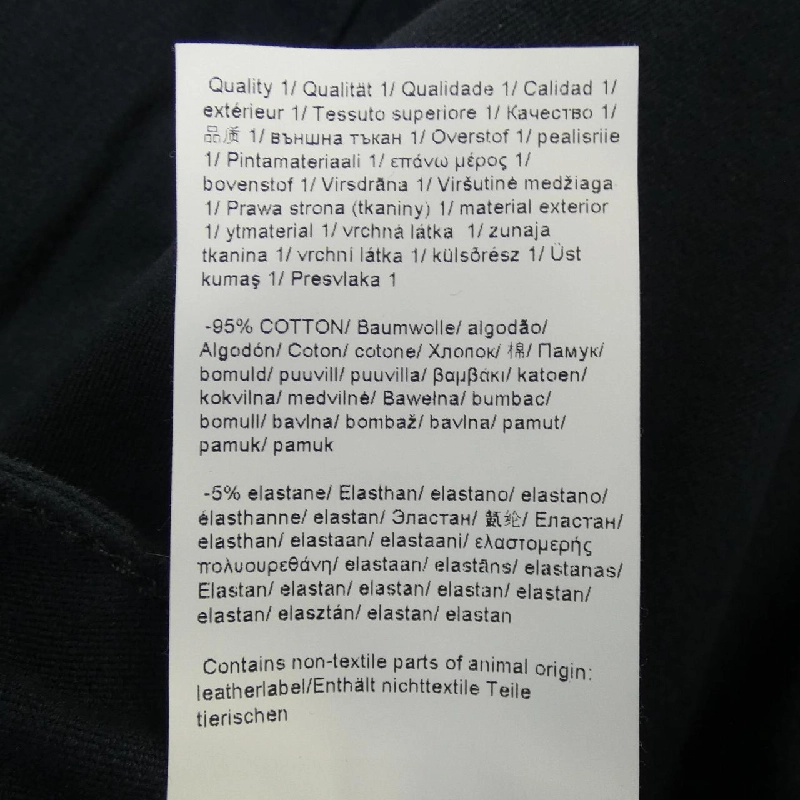 Quality 1/ Qualität 1/ Qualidade 1/ Calidad 1/
extérieur 1/ Tessuto superiore 1/ Качество 1/
品质 1/ външна тъкан 1/ Overstof 1/ pealisriie
1/ Pintamateriaali 1/ επάνω μέρος 1/
bovenstof 1/ Virsdrāna 1/ Viršutinė medžiaga
1/ Prawa strona (tkaniny) 1/ material exterior
1/ ytmaterial 1/ vrchná látka 1/ zunaja
tkanina 1/ vrchní látka 1/ külsőrész 1/ Üst
kumaş 1/ Presvlaka 1
-95% COTTON/ Baumwolle/ algodão/
Algodón/ Coton/ cotone/ Хлопок/ 棉/ Памук/
bomuld/ puuvill/ puuvilla/ βαμβάκι/ katoen/
kokvilna/ medvilnė/ Bawełna/ bumbac/
bomull/ bavlna/ bombaž/ bavlna/ pamut/
pamuk/ pamuk
-5% elastane/ Elasthan/ elastano/ elastano/
élasthanne/ elastan/ Эластан/ 氨纶/ Еластан/
elasthan/ elastaan/ elastaani/ ελαστομερής
πολυουρεθάνη/ elastaan/ elastāns/ elastanas/
Elastan/ elastan/ elastan/ elastan/ elastan/
elastan/ elasztán/ elastan/ elastan
Contains non-textile parts of animal origin:
leatherlabel/Enthält nichttextile Teile
tierischen